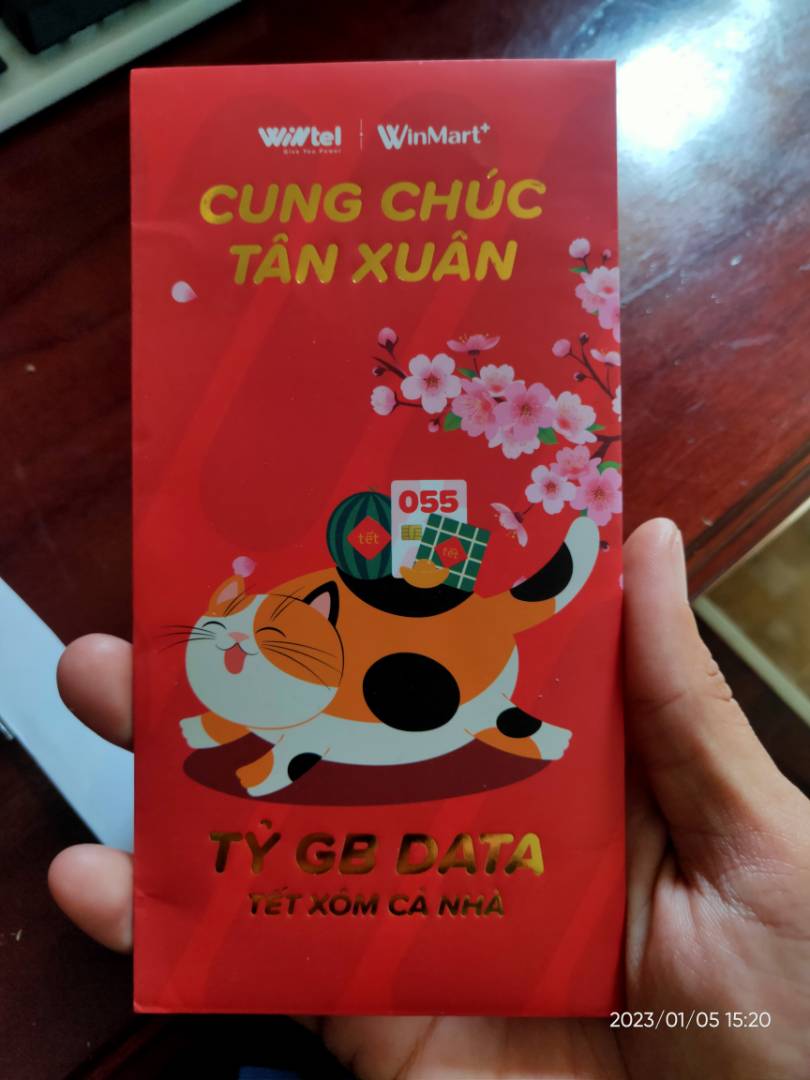 WiNtel | WinMart+
Give You Power
CUNG CHÚC
TÂN XUÂN
055
tết
tết
TỶ GB DATA
TẾT XÔM CẢ NHÀ
2023/01/05 15:20